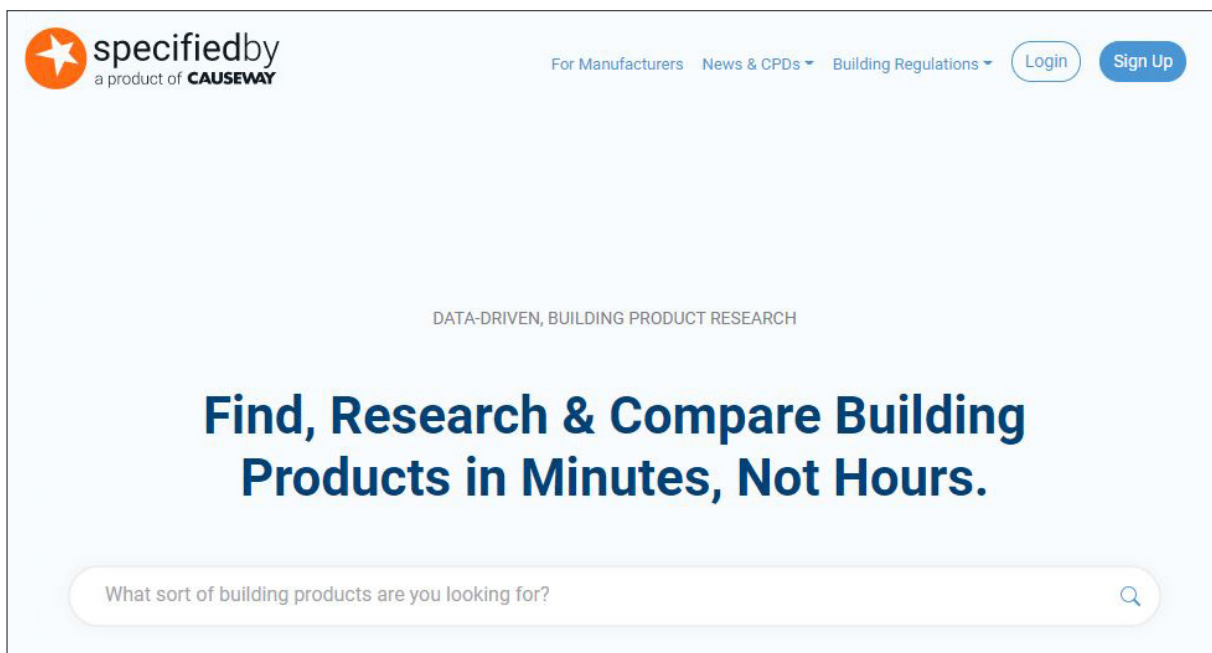 specifiedby
a product of CAUSEWAY
For Manufacturers News & CPDs Building Regulations Login Sign Up
DATA-DRIVEN, BUILDING PRODUCT RESEARCH
Find, Research & Compare Building
Products in Minutes, Not Hours.
What sort of building products are you looking for?